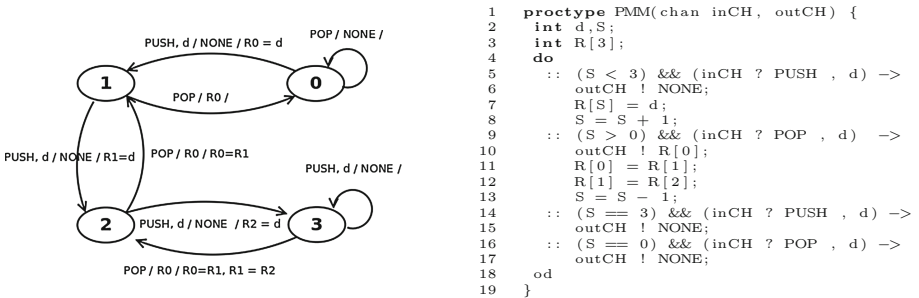 POP / NONE /
PUSH, d / NONE / R0 = d
1
0
POP / R0 /
PUSH, d / NONE / R1=d
POP / R0 / R0=R1
PUSH, d / NONE /
2
PUSH, d / NONE / R2 = d
3
POP / R0 / R0=R1, R1 = R2
1 proctype PMM(chan inCH, outCH) {
2 int d,S;
3 int R[3];
4 do
5 :: (S < 3) && (inCH ? PUSH , d) ->
6 outCH ! NONE;
7 R[S] = d;
8 S = S + 1;
9 :: (S > 0) && (inCH ? POP , d) ->
10 outCH ! R[0];
11 R[0] = R[1];
12 R[1] = R[2];
13 S = S - 1;
14 :: (S == 3) && (inCH ? PUSH , d) ->
15 outCH ! NONE;
16 :: (S == 0) && (inCH ? POP , d) ->
17 outCH ! NONE;
18 od
19 }